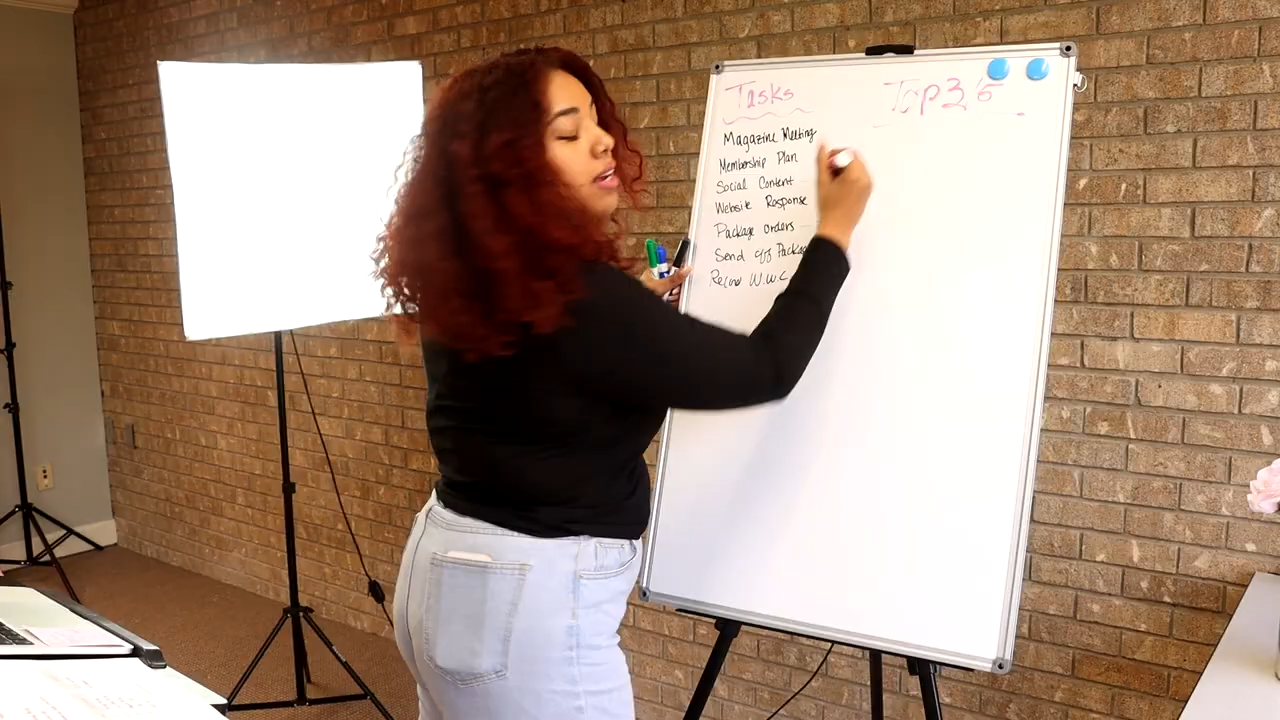 Tasks
Top 3's
Magazine Meeting
Membership Plan
Social Content
Website Response
Package orders
Send off Package
Record W.W.C